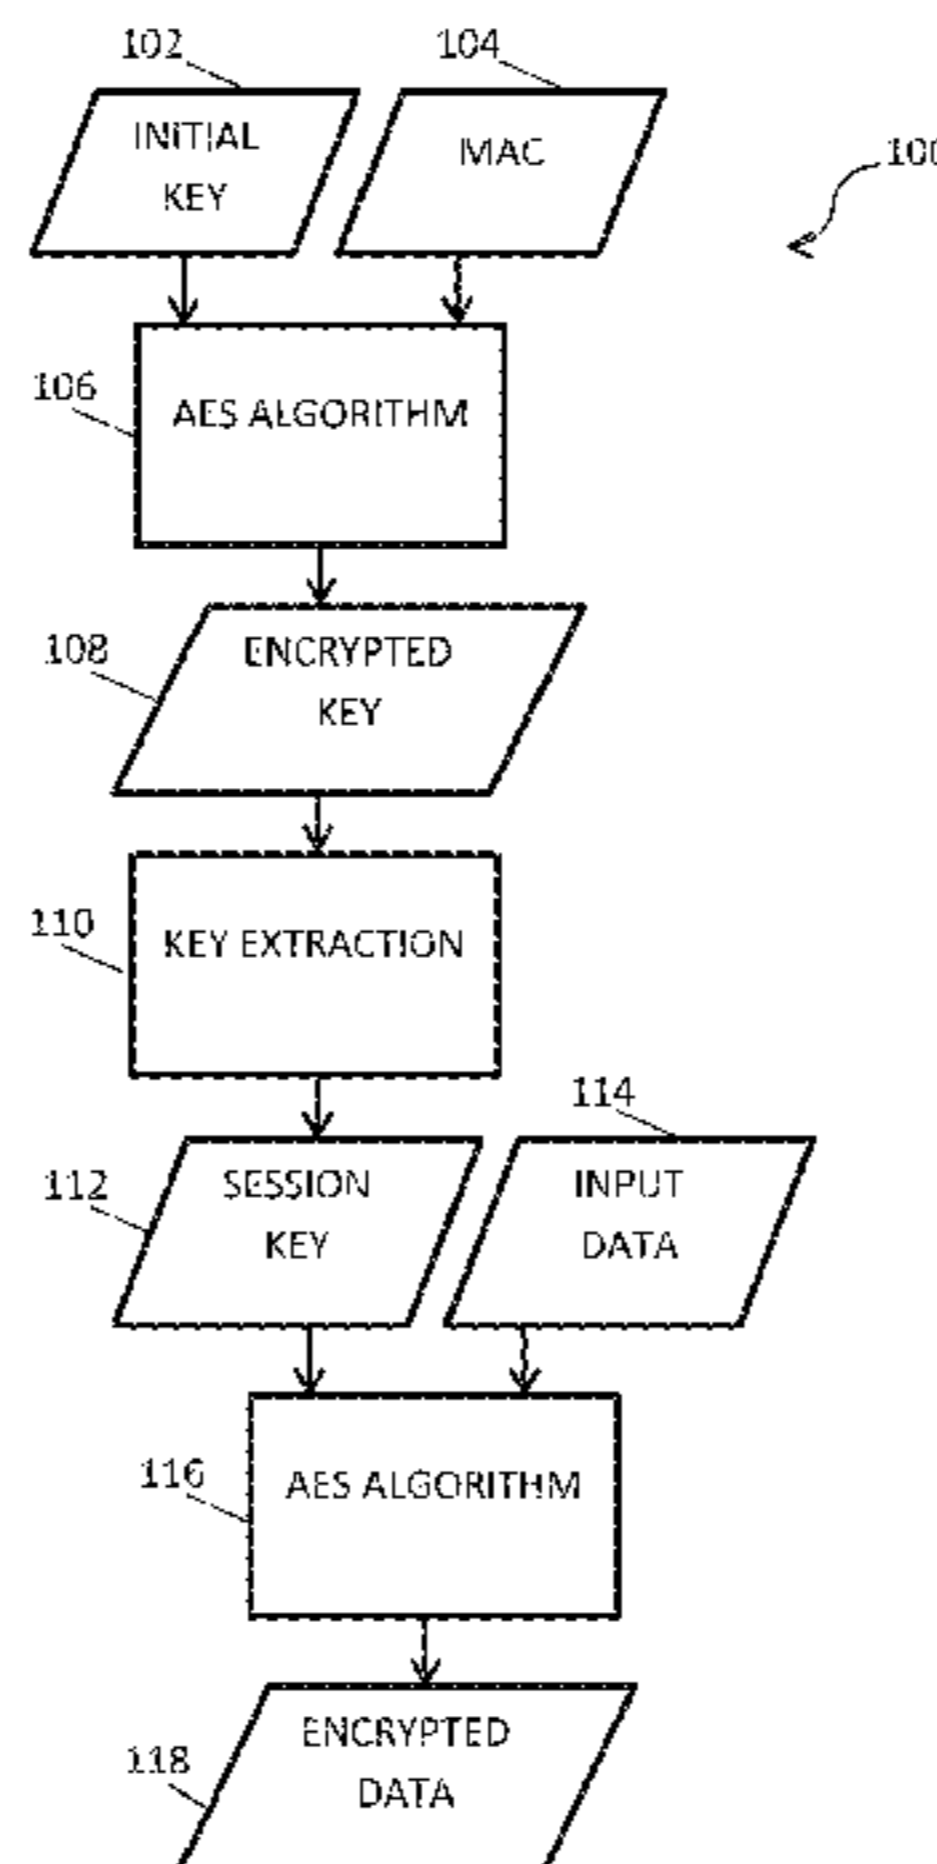 102
104
INITIAL
KEY
MAC
100
106
AES ALGORITHM
108
ENCRYPTED
KEY
110
KEY EXTRACTION
114
112
SESSION
KEY
INPUT
DATA
116
AES ALGORITHM
118
ENCRYPTED
DATA